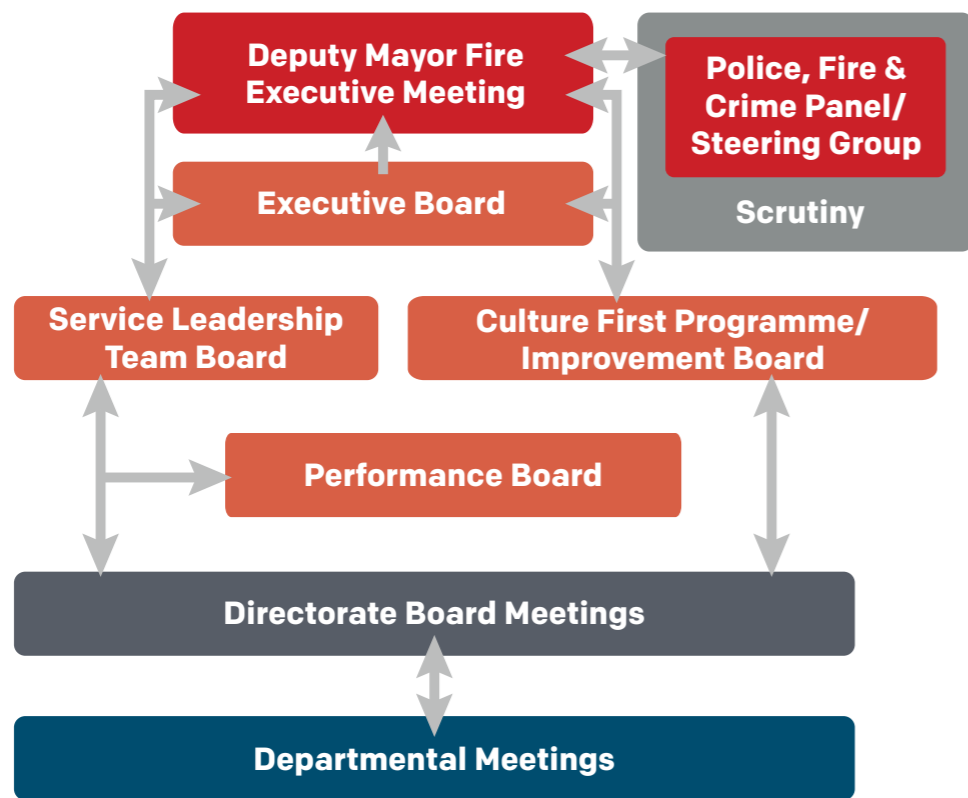 Deputy Mayor Fire
Executive Meeting
Police, Fire &
Crime Panel/
Steering Group
Scrutiny
Executive Board
Service Leadership
Team Board
Culture First Programme/
Improvement Board
Performance Board
Directorate Board Meetings
Departmental Meetings